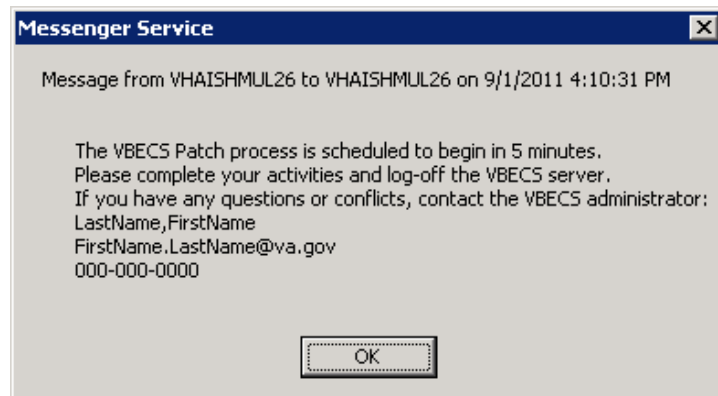 Messenger Service
Message from VHAISHMUL26 to VHAISHMUL26 on 9/1/2011 4:10:31 PM
The VBECS Patch process is scheduled to begin in 5 minutes.
Please complete your activities and log-off the VBECS server.
If you have any questions or conflicts, contact the VBECS administrator:
LastName,FirstName
FirstName.LastName@va.gov
000-000-0000
OK